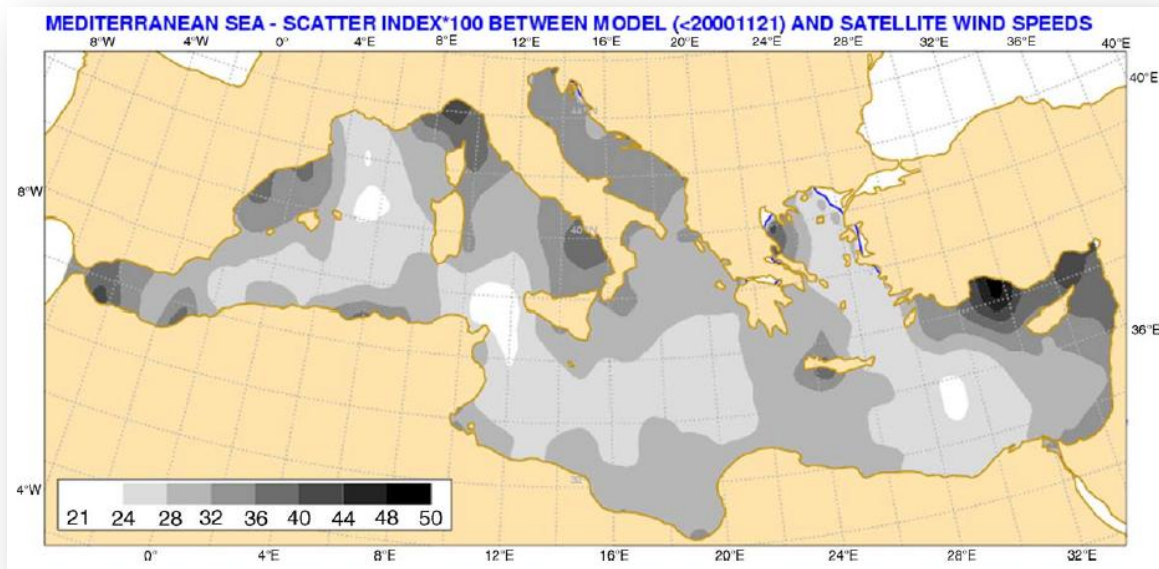 MEDITERRANEAN SEA - SCATTER INDEX*100 BETWEEN MODEL (<20001121) AND SATELLITE WIND SPEEDS
8°W 4°W 0° 4°E 8°E 12°E 16°E 20°E 24°E 28°E 32°E 36°E 40°E
40°E
8°W
36°E
4°W
21 24 28 32 36 40 44 48 50
0° 4°E 8°E 12°E 16°E 20°E 24°E 28°E 32°E